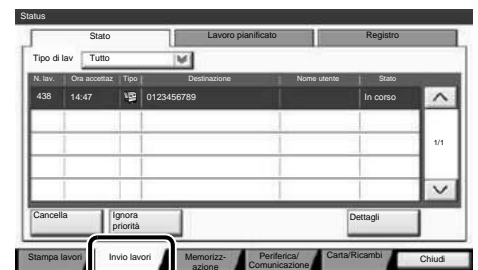 Status
Stato Lavoro pianificato Registro
Tipo di lav Tutto
N. lav. Ora accettaz Tipo Destinazione Nome utente Stato
438 14:47 0123456789 In corso
1/1
Cancella Ignora priorità Dettagli
Stampa lavori Invio lavori Memorizz-azione Periferica/Comunicazione Carta/Ricambi Chiudi